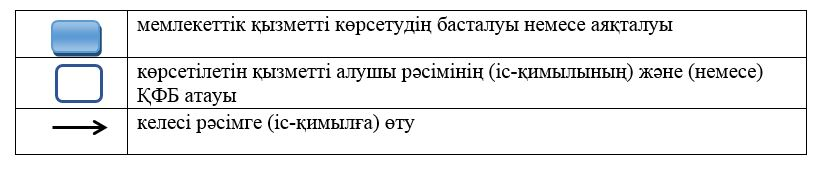 мемлекеттік қызметті көрсетудің басталуы немесе аяқталуы
көрсетілетін қызметті алушы рәсімінің (іс-қимылының) және (немесе)
ҚФБ атауы
келесі рәсімге (іс-қимылға) өту